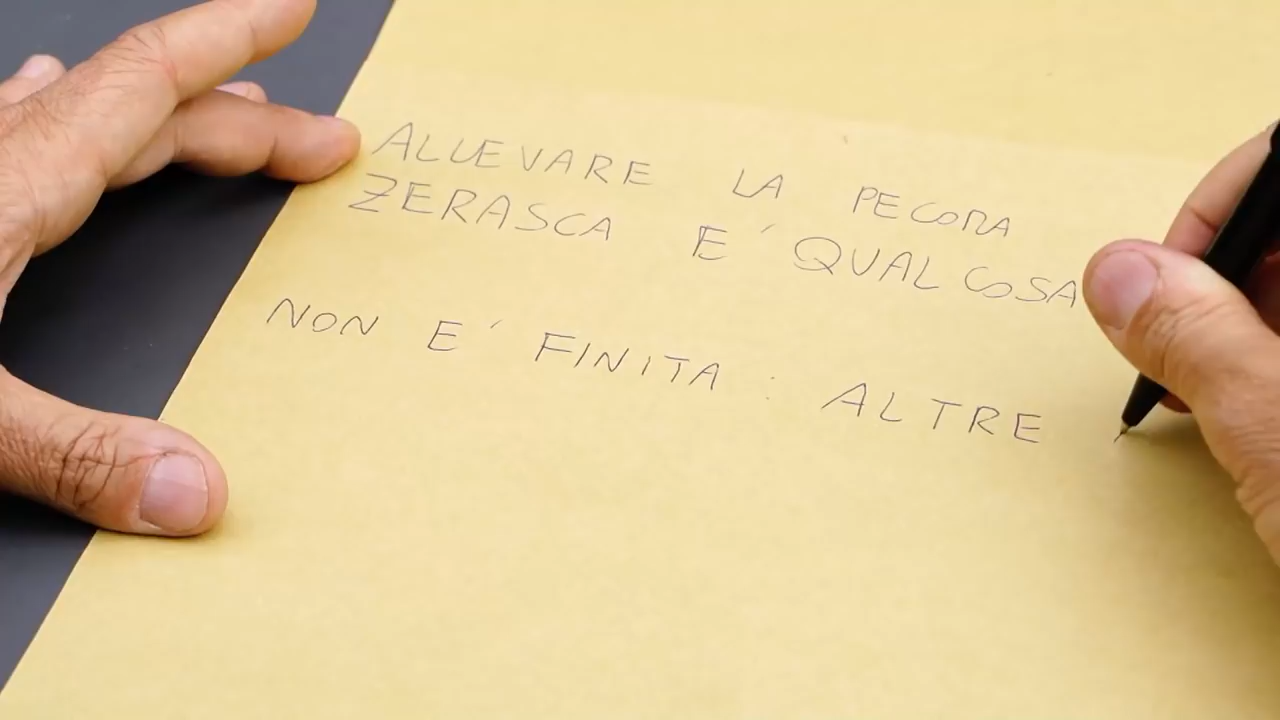 ALLEVARE LA PECORA
ZERASCA E' QUALCOSA
NON E' FINITA : ALTRE